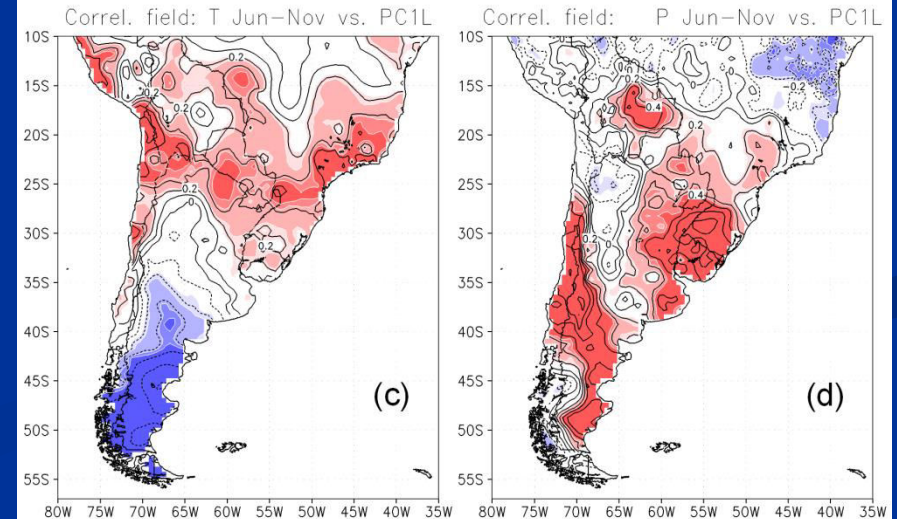 Correl. field: T Jun-Nov vs. PC1L
10S
15S
20S
25S
30S
35S
40S
45S
50S
55S
0.2
0.2
0.2
0.2
0
0.2
(c)
80W 75W 70W 65W 60W 55W 50W 45W 40W 35W
Correl. field: P Jun-Nov vs. PC1L
10S
15S
20S
25S
30S
35S
40S
45S
50S
55S
0.4
-0.2
0.2
0.4
0.2
(d)
80W 75W 70W 65W 60W 55W 50W 45W 40W 35W